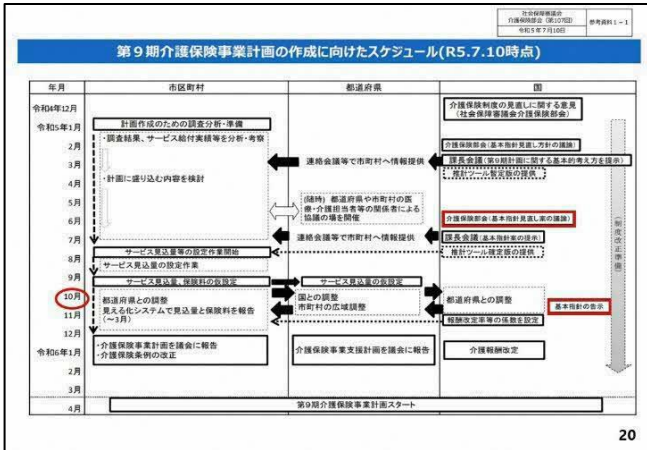 社会保障審議会
介護保険部会(第107回)
令和5年7月10日
参考資料1－1
第9期介護保険事業計画の作成に向けたスケジュール(R5.7.10時点)
年月
市区町村
都道府県
国
令和4年12月
介護保険制度の見直しに関する意見
(社会保障審議会介護保険部会)
令和5年1月
計画作成のための調査分析・準備
・調査結果、サービス給付実績等を分析・考察
2月
介護保険部会(基本指針見直し方針の議論)
3月
連絡会議等で市町村へ情報提供
課長会議(第9期計画に関する基本的考え方を提示)
推計ツール暫定版の提供
4月
・計画に盛り込む内容を検討
5月
(随時) 都道府県や市町村の医
療・介護担当者等の関係者による
協議の場を開催
6月
介護保険部会(基本指針見直し案の議論)
7月
連絡会議等で市町村へ情報提供
課長会議(基本指針案の提示)
サービス見込量等の設定作業開始
推計ツール確定版の提供
8月
サービス見込量の設定作業
9月
サービス見込量、保険料の仮設定
サービス見込量の仮設定
10月
都道府県との調整
見える化システムで見込量と保険料を報告
(～3月)
国との調整
市町村の広域調整
都道府県との調整
基本指針の告示
11月
報酬改定率等の係数を設定
12月
令和6年1月
・介護保険事業計画を議会に報告
・介護保険条例の改正
介護保険事業支援計画を議会に報告
介護報酬改定
2月
3月
4月
第9期介護保険事業計画スタート
(制度改正準備)
20